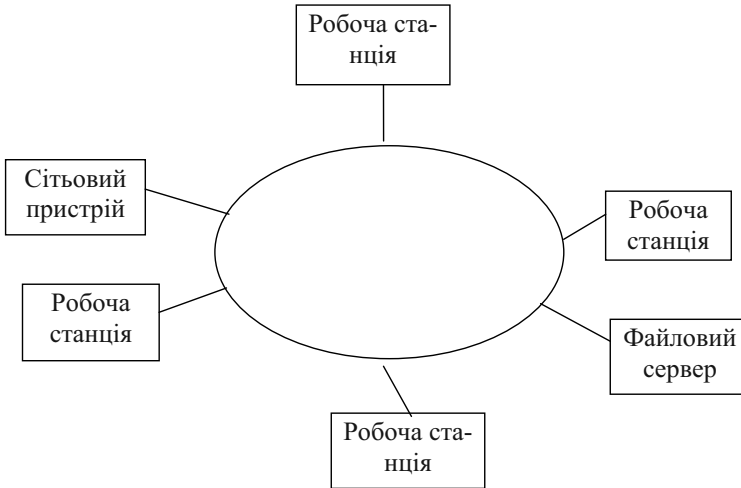 Робоча ста-
нція
Сітьовий
пристрій
Робоча
станція
Робоча
станція
Файловий
сервер
Робоча ста-
нція